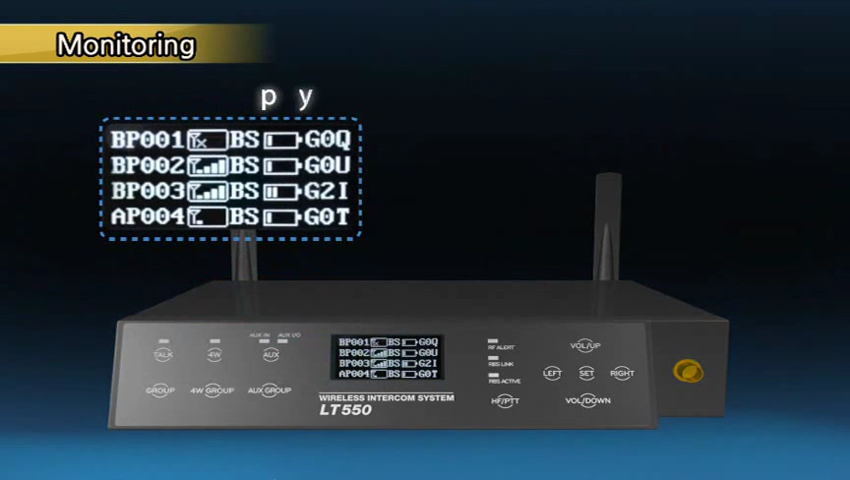 Monitoring
p y
BP001 BS G0Q
BP002 BS G0U
BP003 BS G2I
AP004 BS G0T
AUX IN AUX I/O
TALK 4W AUX
GROUP 4W GROUP AUX GROUP
BP001 BS G0Q
BP002 BS G0U
BP003 BS G2I
AP004 BS G0T
WIRELESS INTERCOM SYSTEM
LT550
RF ALERT
RBS LINK
RBS ACTIVE
HF/PTT
VOL/UP
LEFT SET RIGHT
VOL/DOWN